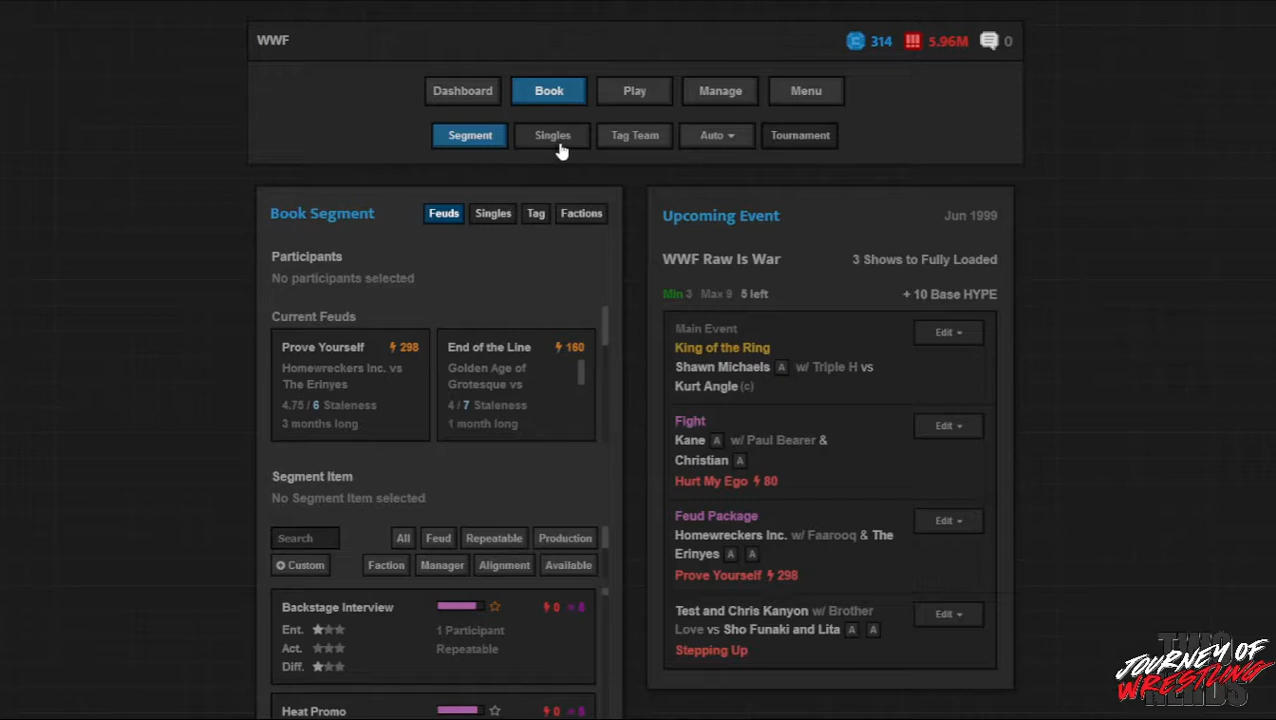 WWF
314 5.96M 0
Dashboard Book Play Manage Menu
Segment Singles Tag Team Auto Tournament
Book Segment Feuds Singles Tag Factions
Participants
No participants selected
Current Feuds
Prove Yourself 298
Homewreckers Inc. vs
The Erinyes
4.75 / 6 Staleness
3 months long
End of the Line 160
Golden Age of
Grotesque vs
4 / 7 Staleness
1 month long
Segment Item
No Segment Item selected
Search All Feud Repeatable Production
Custom Faction Manager Alignment Available
Backstage Interview 0
Ent. 1 Participant
Act. Repeatable
Diff.
Heat Promo 0
Upcoming Event Jun 1999
WWF Raw Is War 3 Shows to Fully Loaded
Min 3 Max 9 5 left + 10 Base HYPE
Main Event Edit
King of the Ring
Shawn Michaels A w/ Triple H vs
Kurt Angle (c)
Fight Edit
Kane A w/ Paul Bearer &
Christian A
Hurt My Ego 80
Feud Package Edit
Homewreckers Inc. w/ Faarooq & The
Erinyes A A
Prove Yourself 298
Test and Chris Kanyon w/ Brother Edit
Love vs Sho Funaki and Lita A A
Stepping Up
JOURNEY OF
WRESTLING